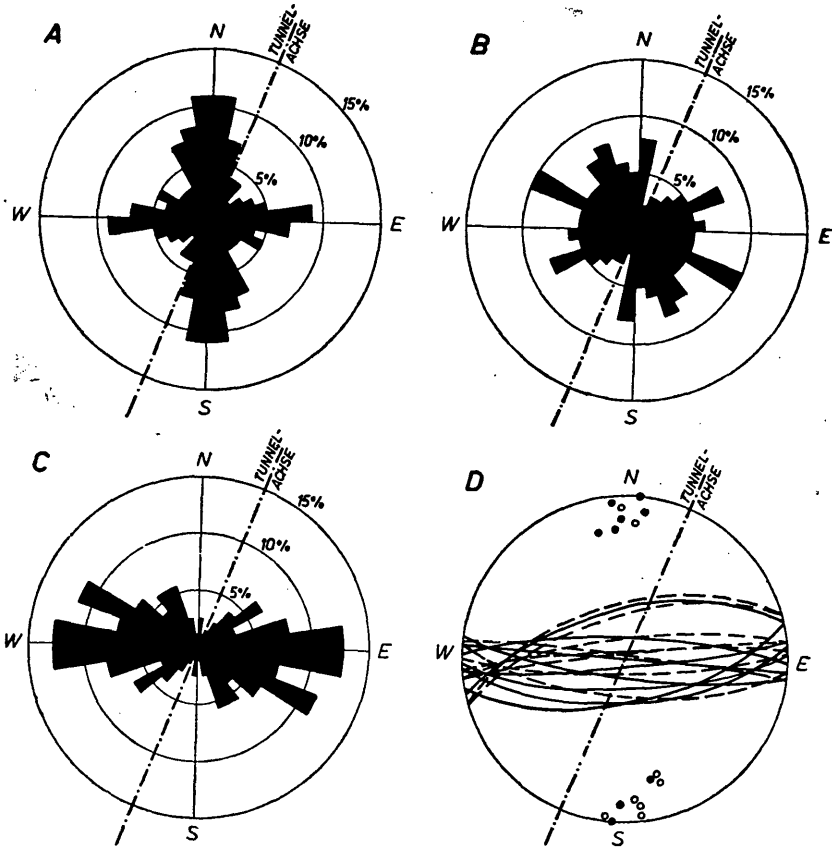 A
N
TUNNEL-
ACHSE
15%
10%
5%
W
E
S
B
N
TUNNEL-
ACHSE
15%
10%
5%
W
E
S
C
N
TUNNEL-
ACHSE
15%
10%
5%
W
E
S
D
N
TUNNEL-
ACHSE
W
E
S